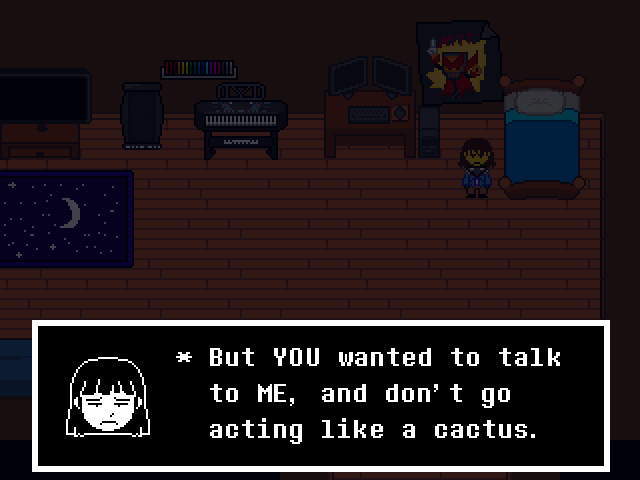 * But YOU wanted to talk
to ME, and don't go
acting like a cactus.